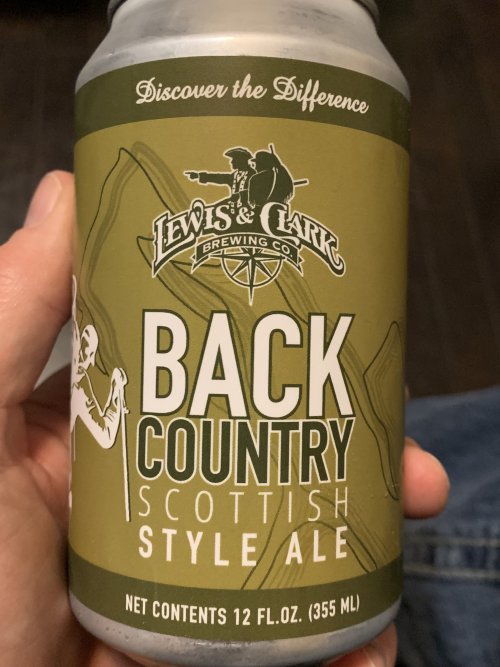 Discover the Difference
LEWIS & CLARK
BREWING CO
BACK
COUNTRY
SCOTTISH
STYLE ALE
NET CONTENTS 12 FL.OZ. (355 ML)